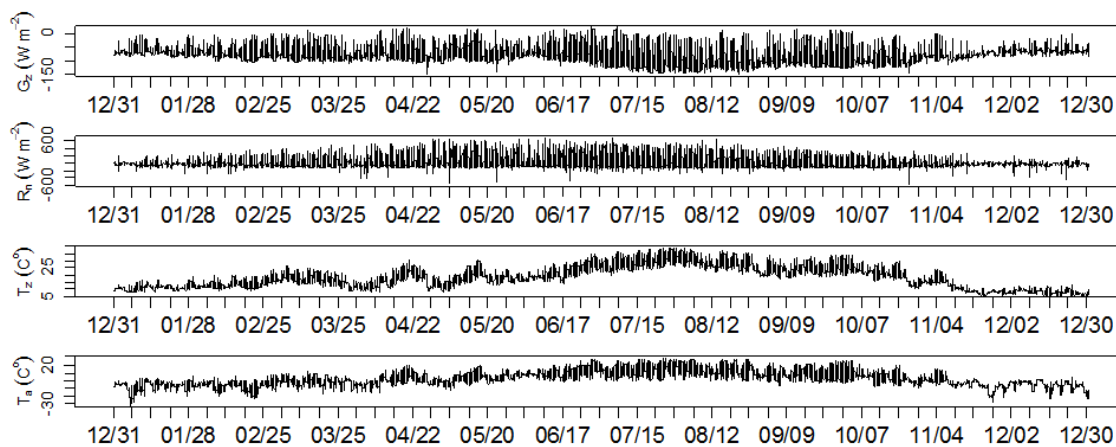 G_z (W m⁻²)
0
-150
12/31 01/28 02/25 03/25 04/22 05/20 06/17 07/15 08/12 09/09 10/07 11/04 12/02 12/30
R_n (W m⁻²)
600
-600
12/31 01/28 02/25 03/25 04/22 05/20 06/17 07/15 08/12 09/09 10/07 11/04 12/02 12/30
T_z (C°)
25
5
12/31 01/28 02/25 03/25 04/22 05/20 06/17 07/15 08/12 09/09 10/07 11/04 12/02 12/30
T_a (C°)
20
-30
12/31 01/28 02/25 03/25 04/22 05/20 06/17 07/15 08/12 09/09 10/07 11/04 12/02 12/30